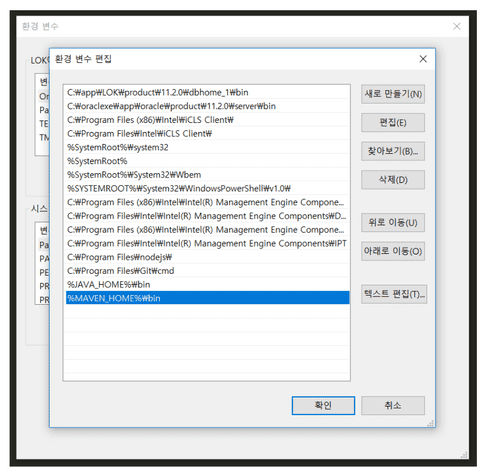 환경 변수
환경 변수 편집
C:₩app₩LOK₩product₩11.2.0₩dbhome_1₩bin
C:₩oraclexe₩app₩oracle₩product₩11.2.0₩server₩bin
C:₩Program Files (x86)₩Intel₩iCLS Client₩
C:₩Program Files₩Intel₩iCLS Client₩
%SystemRoot%₩system32
%SystemRoot%
%SystemRoot%₩System32₩Wbem
%SYSTEMROOT%₩System32₩WindowsPowerShell₩v1.0₩
C:₩Program Files (x86)₩Intel₩Intel(R) Management Engine Compone...
C:₩Program Files₩Intel₩Intel(R) Management Engine Components₩D...
C:₩Program Files (x86)₩Intel₩Intel(R) Management Engine Compone...
C:₩Program Files₩Intel₩Intel(R) Management Engine Components₩IPT
C:₩Program Files₩nodejs₩
C:₩Program Files₩Git₩cmd
%JAVA_HOME%₩bin
%MAVEN_HOME%₩bin
새로 만들기(N)
편집(E)
찾아보기(B)...
삭제(D)
위로 이동(U)
아래로 이동(O)
텍스트 편집(T)...
확인
취소
LOK
변
Or
Pa
TE
TM
시스
변
Pa
PA
PE
PR
PR